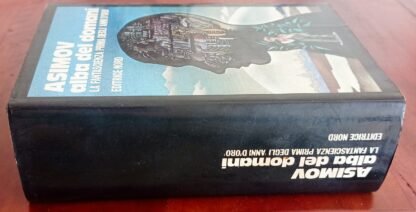 ASIMOV
alba del domani
LA FANTASCIENZA PRIMA DEGLI ANNI D'ORO
EDITRICE NORD
ASIMOV
alba del domani
LA FANTASCIENZA PRIMA DEGLI ANNI D'ORO
EDITRICE NORD